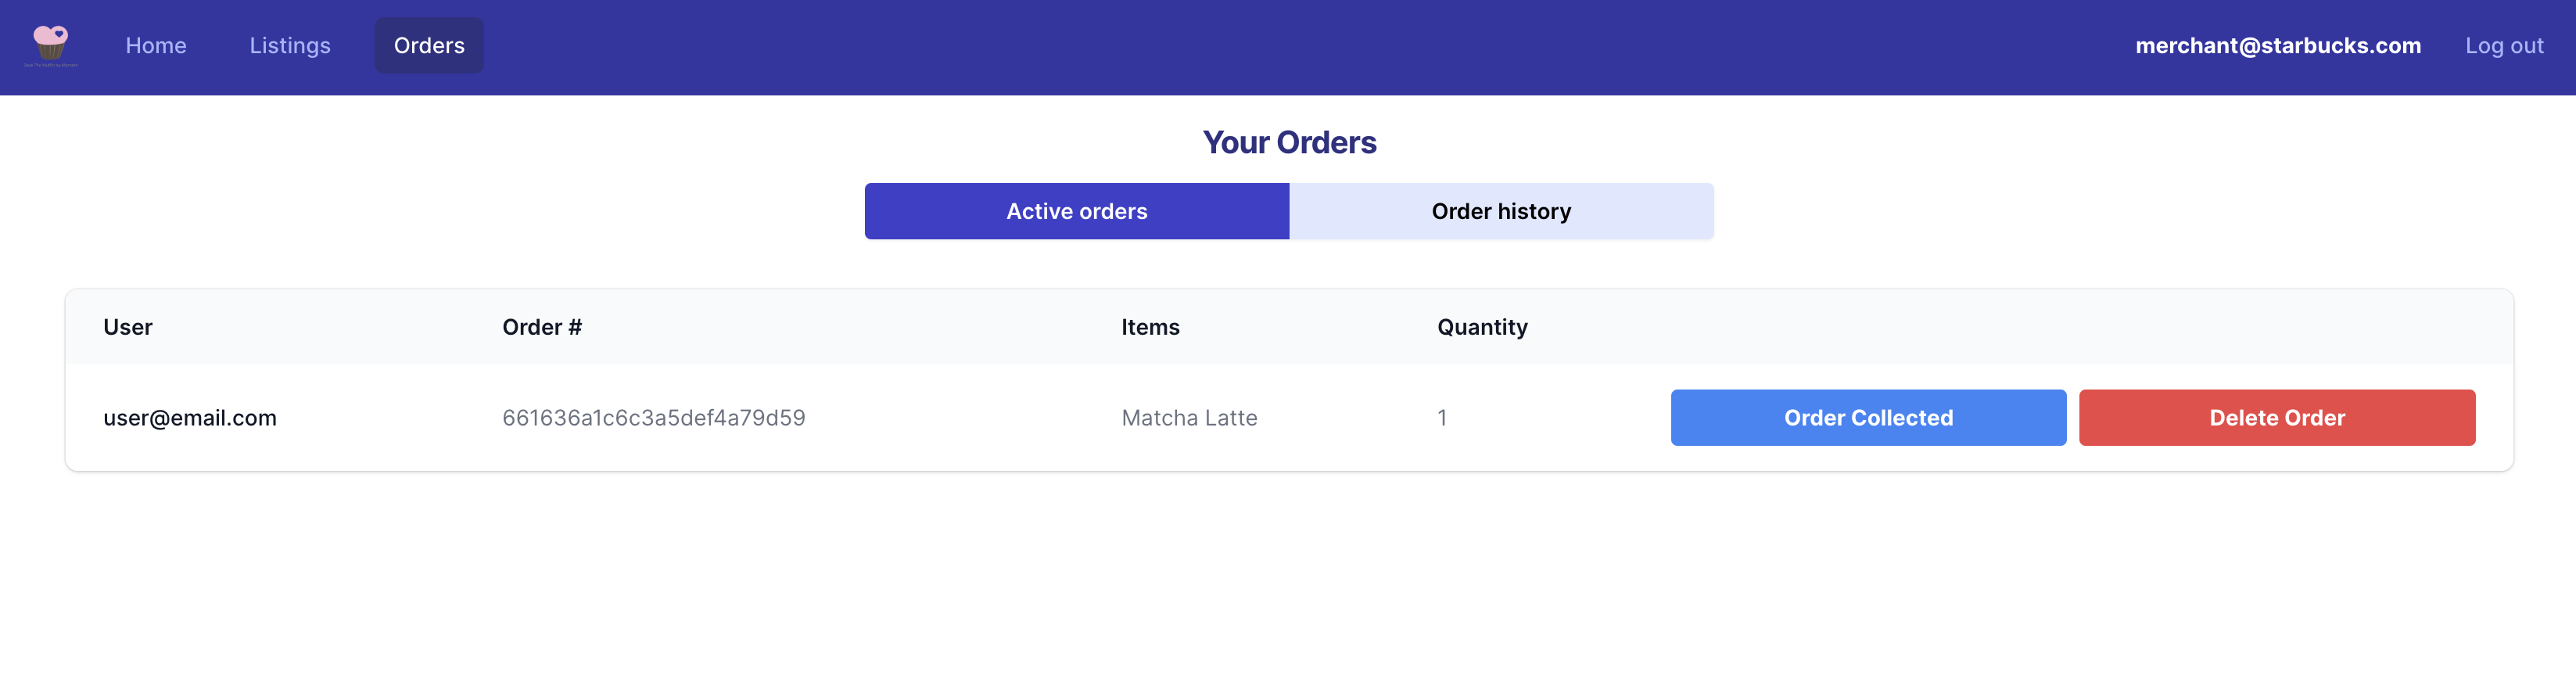 Home Listings Orders merchant@starbucks.com Log out
Your Orders
Active orders Order history
User Order # Items Quantity
user@email.com 661636a1c6c3a5def4a79d59 Matcha Latte 1 Order Collected Delete Order